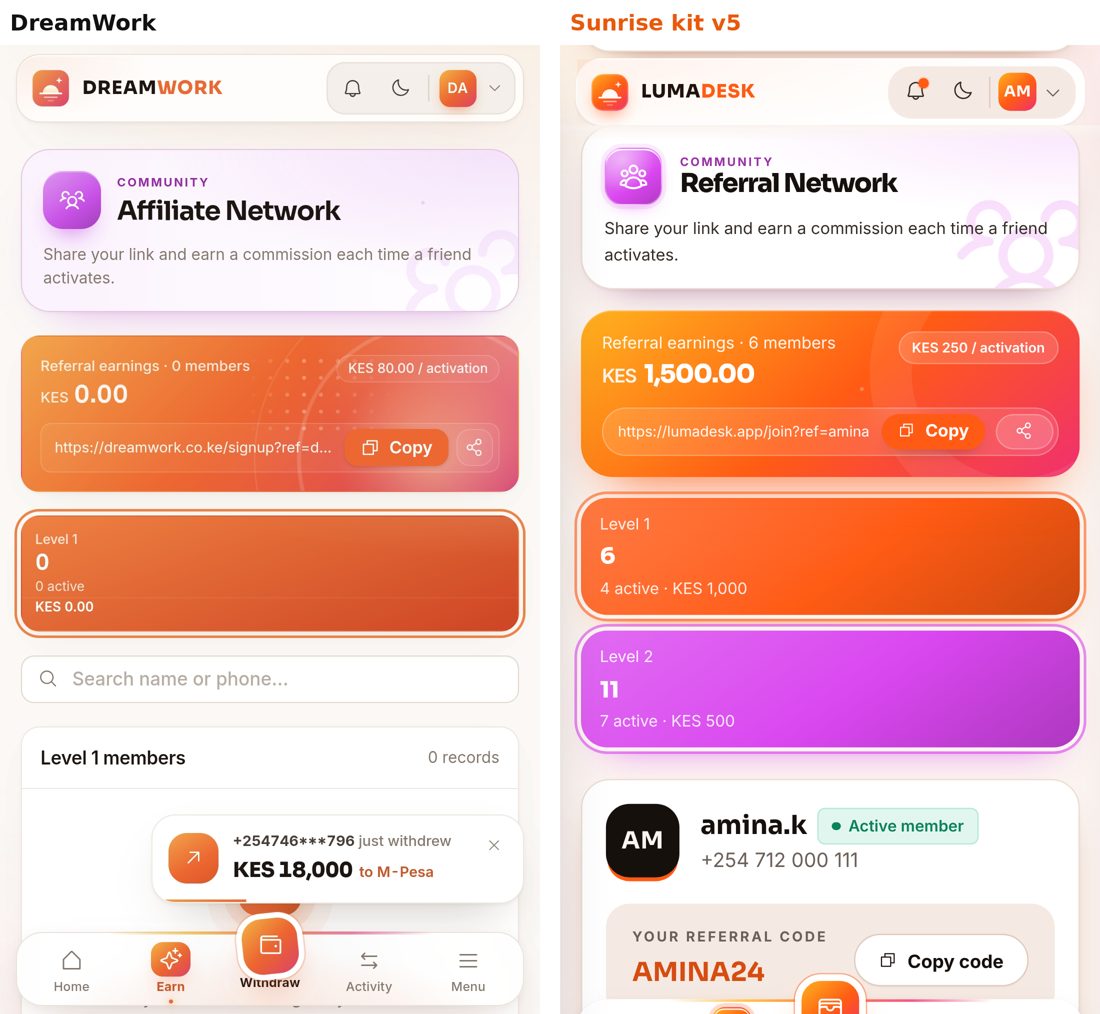 DreamWork
DREAMWORK
DA
COMMUNITY
Affiliate Network
Share your link and earn a commission each time a friend
activates.
Referral earnings · 0 members
KES 80.00 / activation
KES 0.00
https://dreamwork.co.ke/signup?ref=d...
Copy
Level 1
0
0 active
KES 0.00
Search name or phone...
Level 1 members
0 records
+254746***796 just withdrew
KES 18,000 to M-Pesa
Home
Earn
Withdraw
Activity
Menu
Sunrise kit v5
LUMADESK
AM
COMMUNITY
Referral Network
Share your link and earn a commission each time a friend
activates.
Referral earnings · 6 members
KES 250 / activation
KES 1,500.00
https://lumadesk.app/join?ref=amina
Copy
Level 1
6
4 active · KES 1,000
Level 2
11
7 active · KES 500
AM
amina.k
Active member
+254 712 000 111
YOUR REFERRAL CODE
AMINA24
Copy code